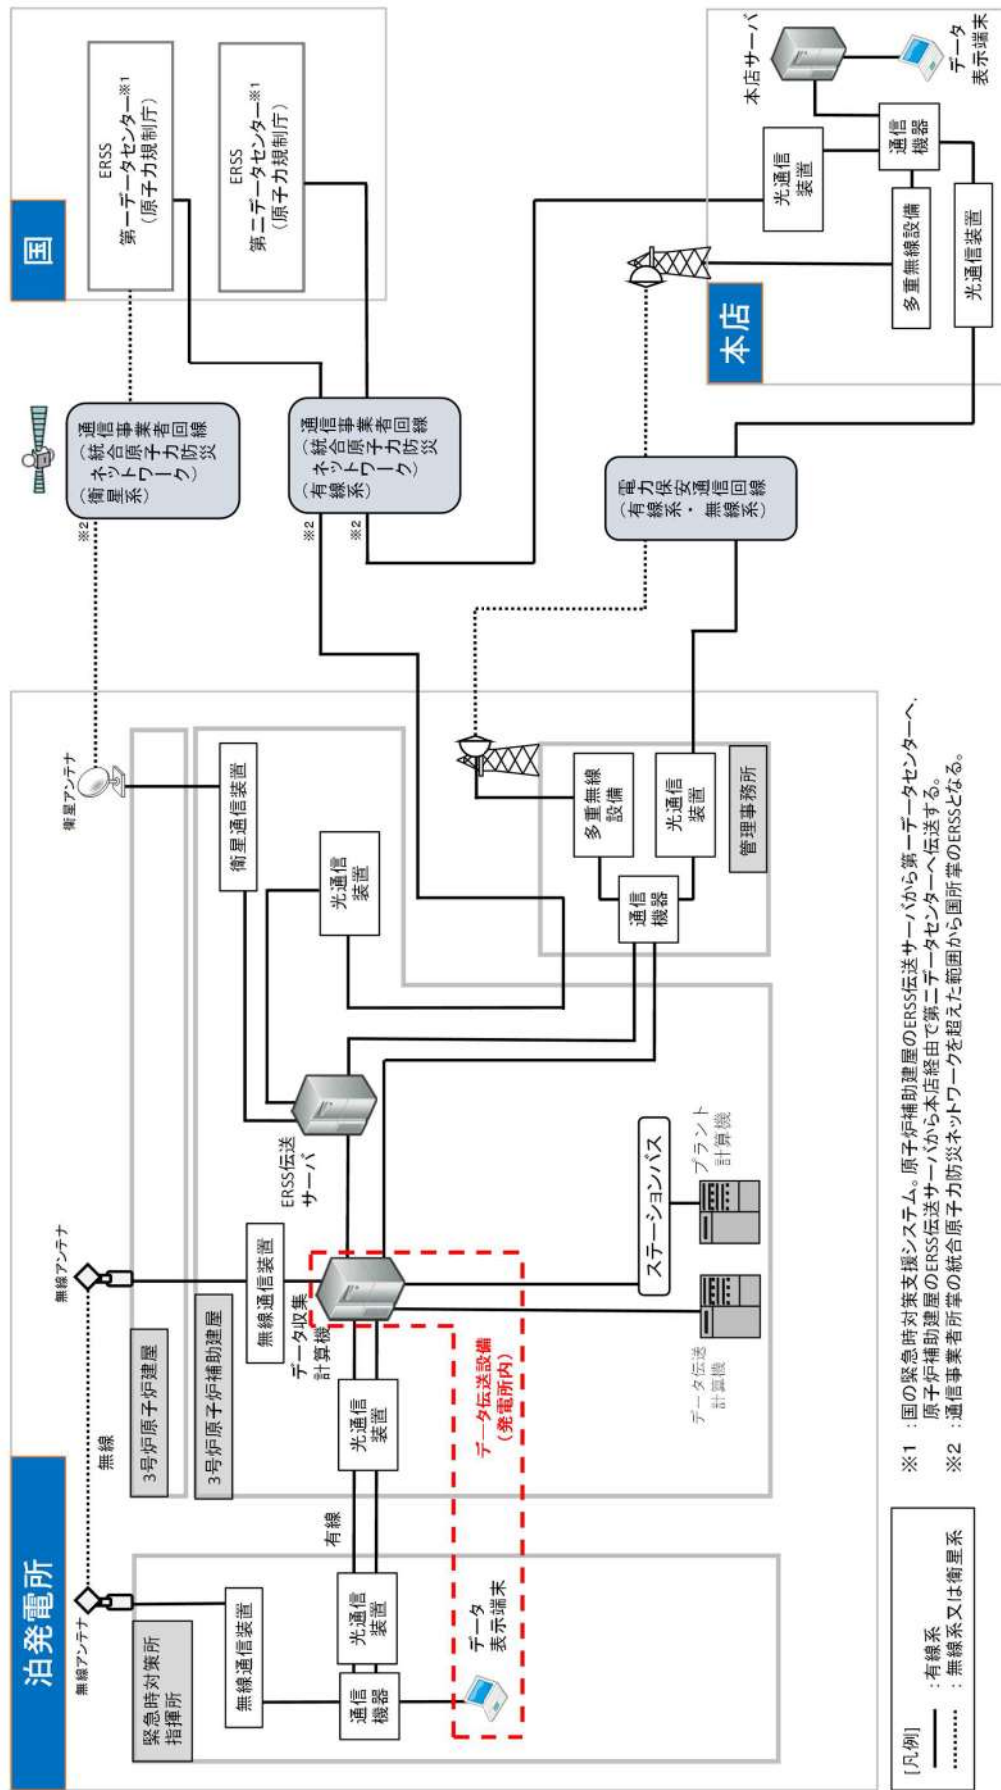 泊発電所
無線アンテナ
無線
無線アンテナ
衛星アンテナ
緊急時対策所
指揮所
無線通信装置
通信
機器
光通信
装置
データ
表示端末
有線
3号炉原子炉建屋
3号炉原子炉補助建屋
無線通信装置
データ収集
計算機
光通信
装置
データ伝送設備
(発電所内)
データ伝送
計算機
プラント
計算機
ステーションバス
ERSS伝送
サーバ
衛星通信装置
光通信
装置
通信
機器
多重無線
設備
光通信
装置
管理事務所
※2
通信事業者回線
(統合原子力防災
ネットワーク)
(衛星系)
※2
※2
通信事業者回線
(統合原子力防災
ネットワーク)
(有線系)
電力保安通信回線
(有線系・無線系)
国
ERSS
第一データセンター※1
(原子力規制庁)
ERSS
第二データセンター※1
(原子力規制庁)
本店
光通信
装置
多重無線設備
光通信装置
通信
機器
本店サーバ
データ
表示端末
[凡例]
:有線系
:無線系又は衛星系
※1 :国の緊急時対策支援システム。原子炉補助建屋のERSS伝送サーバから第一データセンターへ、
原子炉補助建屋のERSS伝送サーバから本店経由で第二データセンターへ伝送する。
※2 :通信事業者所掌の統合原子力防災ネットワークを超えた範囲から国所掌のERSSとなる。